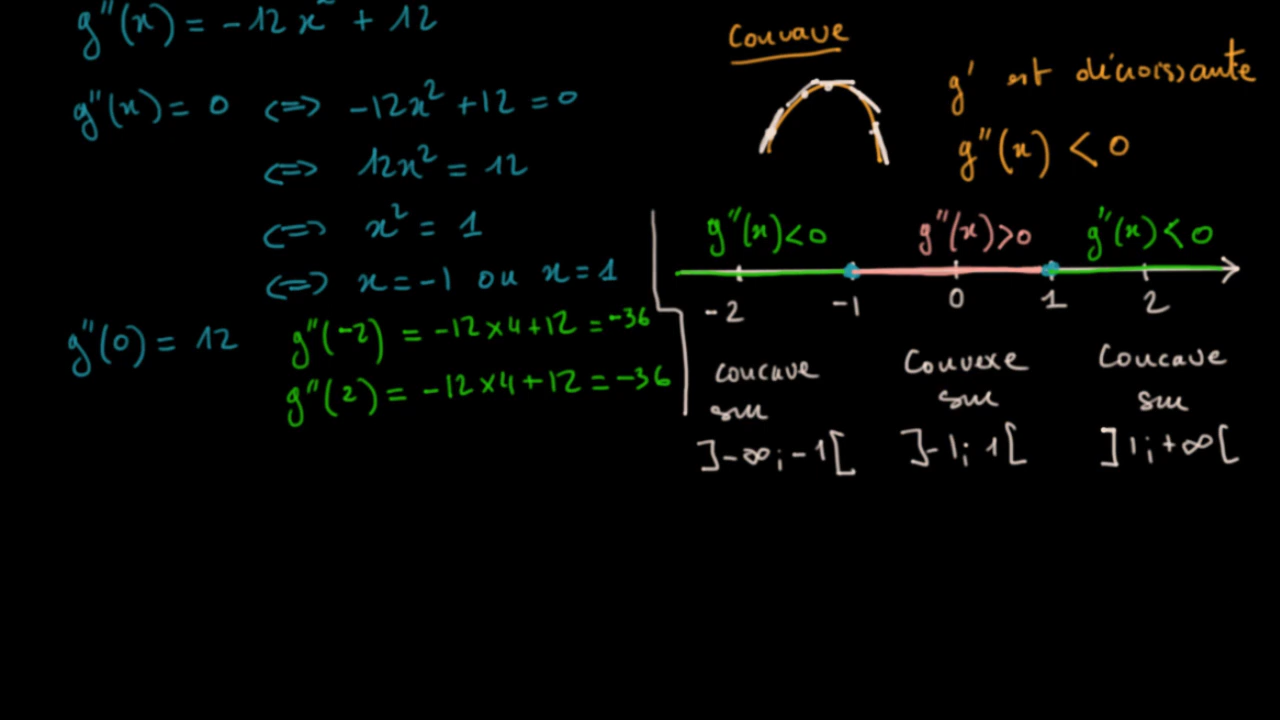 g''(x) = -12x² + 12
g''(x) = 0 <=> -12x² + 12 = 0
<=> 12x² = 12
<=> x² = 1
<=> x = -1 ou x = 1
g''(0) = 12
g''(-2) = -12×4+12 = -36
g''(2) = -12×4+12 = -36
Concave
g' est décroissante
g''(x) < 0
g''(x)<0 g''(x)>0 g''(x)<0
-2 -1 0 1 2
concave Convexe Concave
sur sur sur
]-∞;-1[ ]-1;1[ ]1;+∞[